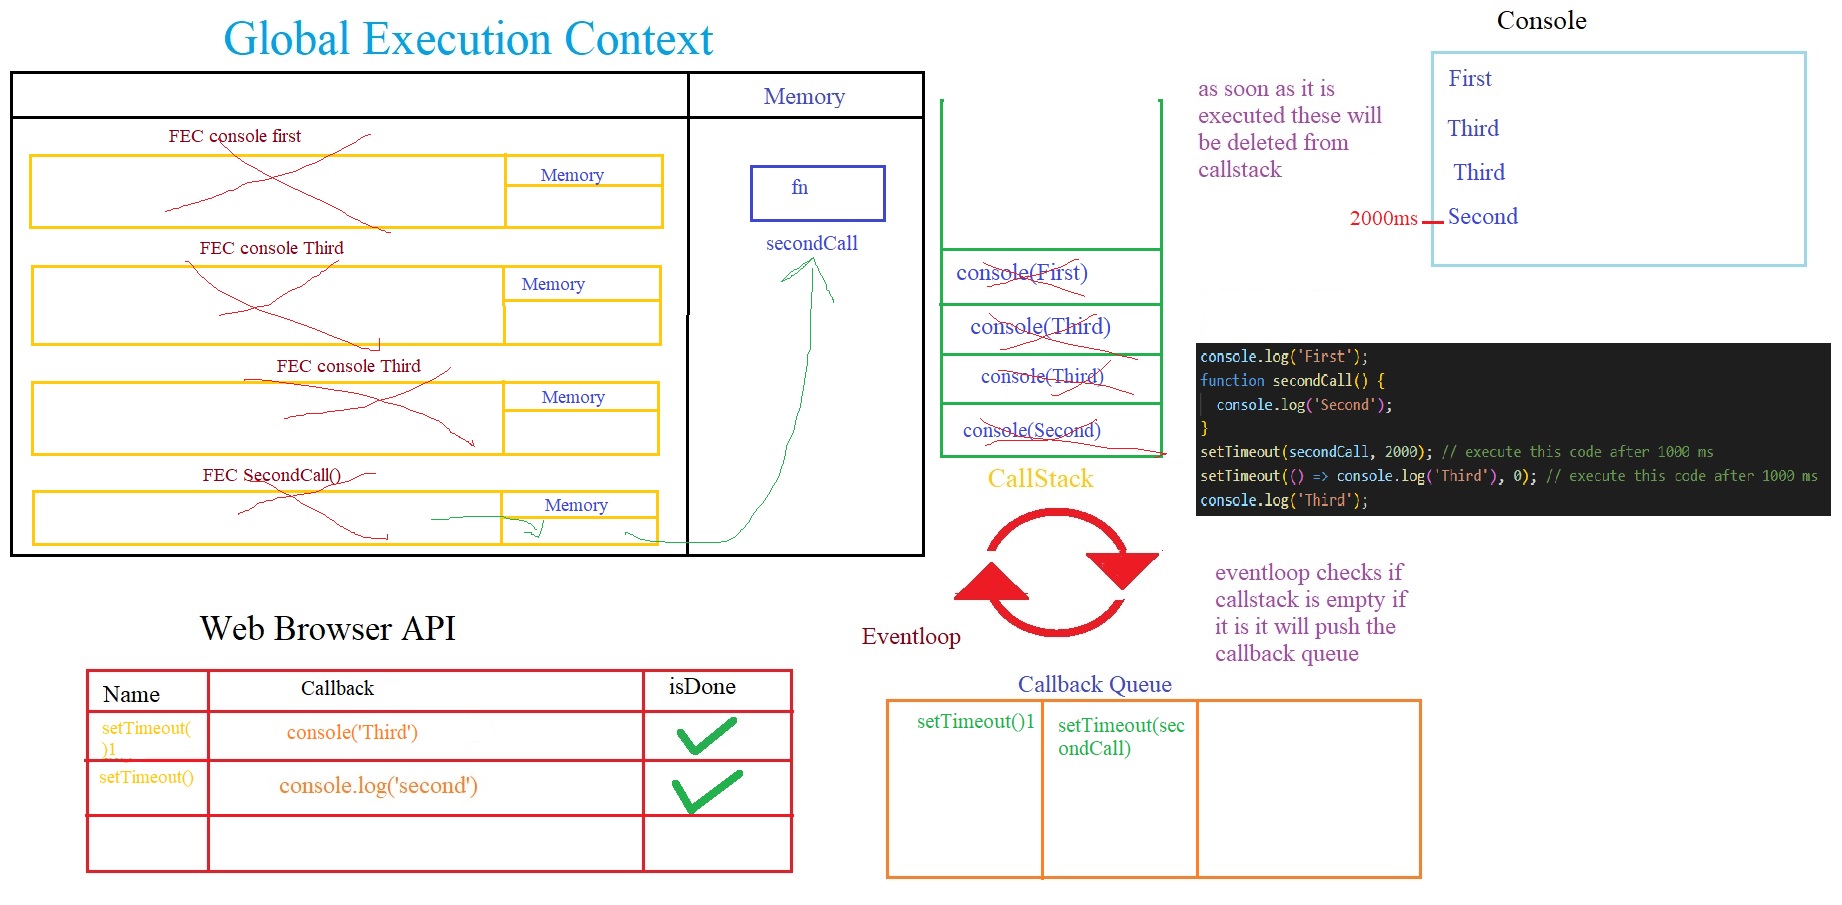 Global Execution Context
Memory
FEC console first
Memory
FEC console Third
Memory
FEC console Third
Memory
FEC SecondCall()
Memory
fn
secondCall
console(First)
console(Third)
console(Third)
console(Second)
CallStack
as soon as it is
executed these will
be deleted from
callstack
Console
First
Third
Third
2000ms
Second
console.log('First');
function secondCall() {
console.log('Second');
}
setTimeout(secondCall, 2000); // execute this code after 1000 ms
setTimeout(() => console.log('Third'), 0); // execute this code after 1000 ms
console.log('Third');
Eventloop
eventloop checks if
callstack is empty if
it is it will push the
callback queue
Web Browser API
Name
Callback
isDone
setTimeout(
)1
console('Third')
setTimeout()
console.log('second')
Callback Queue
setTimeout()1
setTimeout(sec
ondCall)